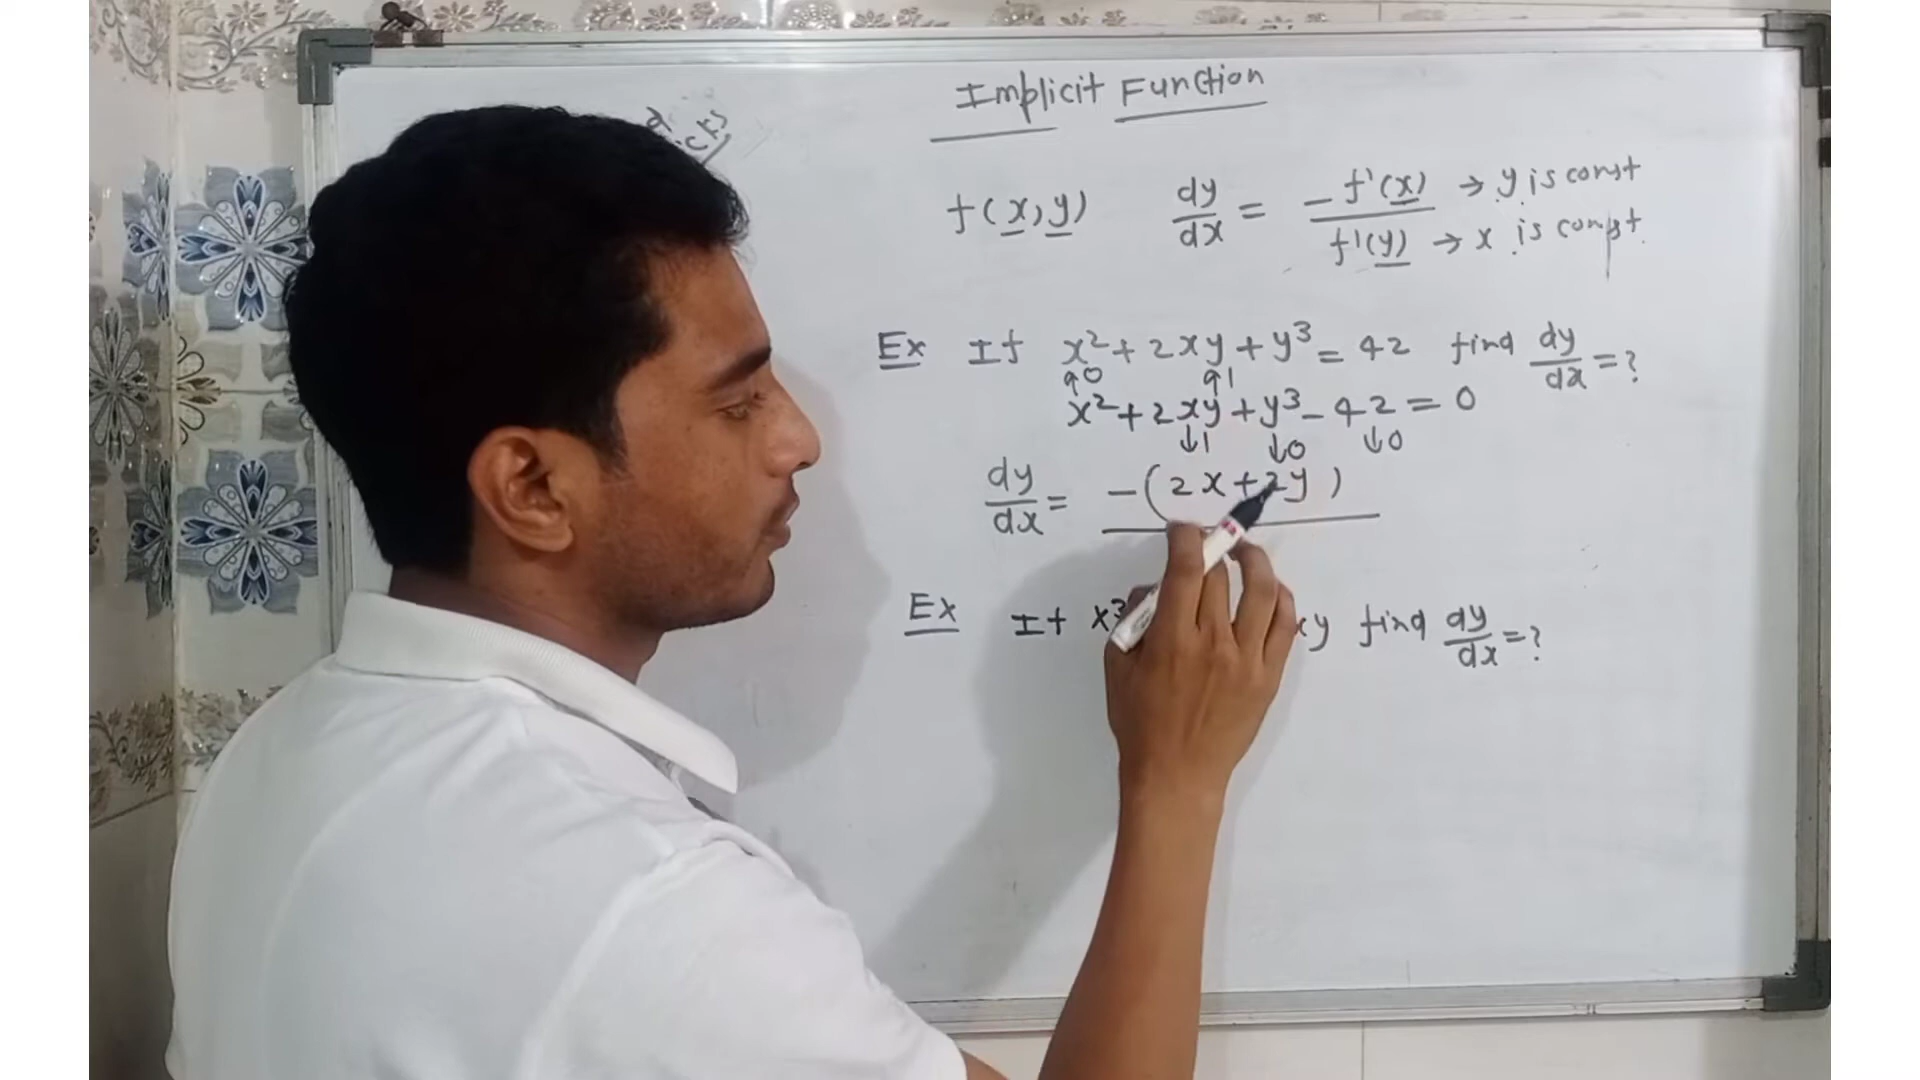 Implicit Function
f(x,y) dy/dx = -f'(x)/f'(y) → y is const
→ x is const
Ex If x²+2xy+y³=42 find dy/dx=?
↑0 ↑1
x²+2xy+y³-42=0
↓1 ↓0 ↓0
dy/dx = -(2x+2y)
Ex If x³ xy find dy/dx=?